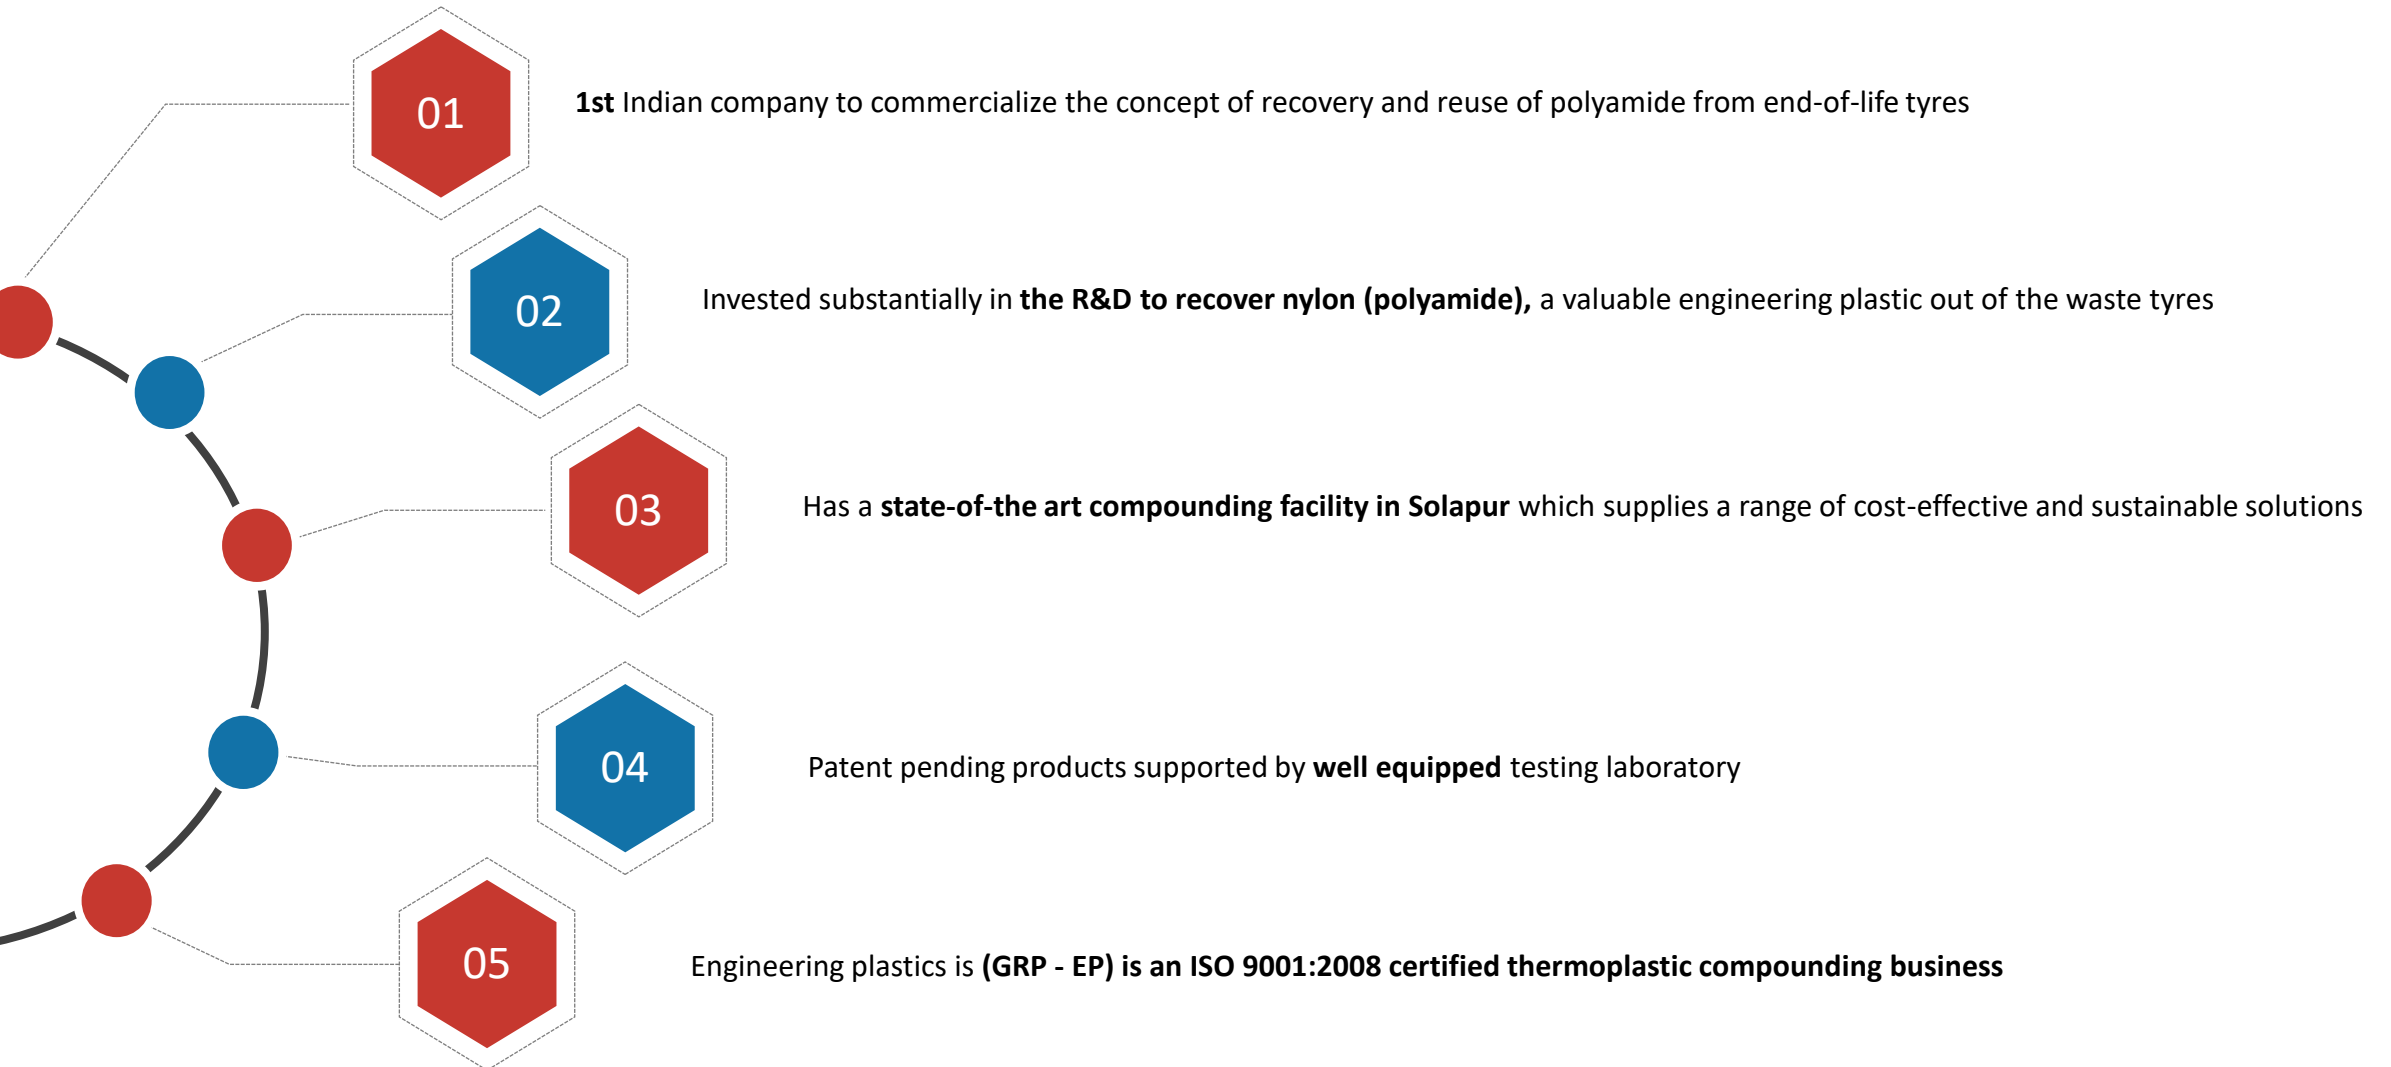 01
1st Indian company to commercialize the concept of recovery and reuse of polyamide from end-of-life tyres
02
Invested substantially in the R&D to recover nylon (polyamide), a valuable engineering plastic out of the waste tyres
03
Has a state-of-the art compounding facility in Solapur which supplies a range of cost-effective and sustainable solutions
04
Patent pending products supported by well equipped testing laboratory
05
Engineering plastics is (GRP - EP) is an ISO 9001:2008 certified thermoplastic compounding business